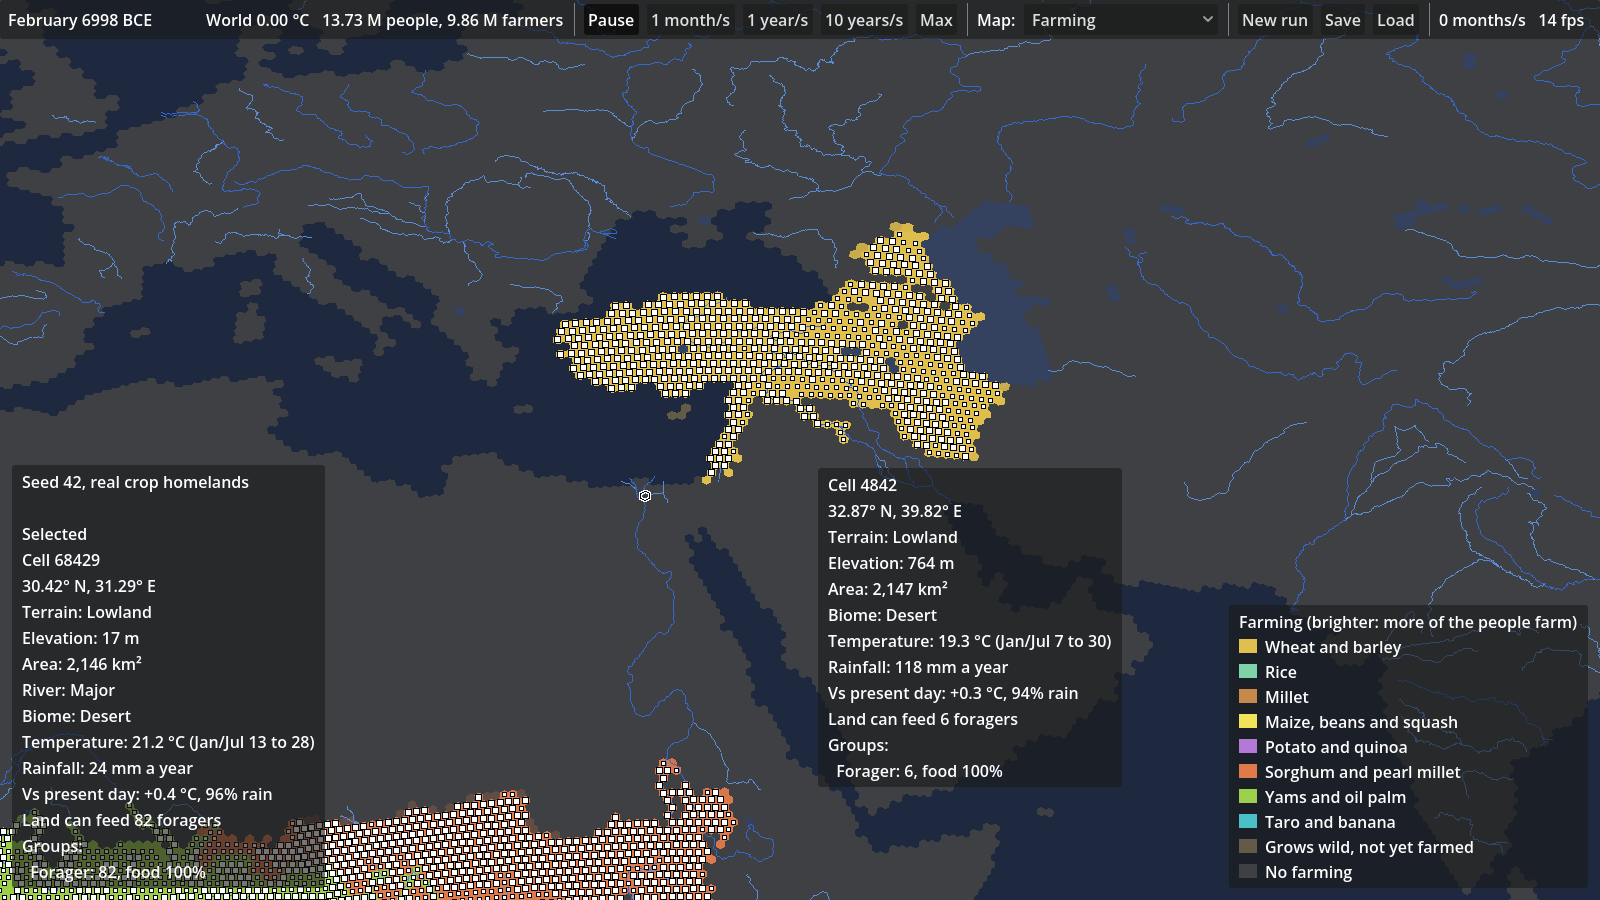 February 6998 BCE
World 0.00 °C
13.73 M people, 9.86 M farmers
Pause
1 month/s
1 year/s
10 years/s
Max
Map:
Farming
New run
Save
Load
0 months/s
14 fps
Seed 42, real crop homelands
Selected
Cell 68429
30.42° N, 31.29° E
Terrain: Lowland
Elevation: 17 m
Area: 2,146 km²
River: Major
Biome: Desert
Temperature: 21.2 °C (Jan/Jul 13 to 28)
Rainfall: 24 mm a year
Vs present day: +0.4 °C, 96% rain
Land can feed 82 foragers
Groups:
Forager: 82, food 100%
Cell 4842
32.87° N, 39.82° E
Terrain: Lowland
Elevation: 764 m
Area: 2,147 km²
Biome: Desert
Temperature: 19.3 °C (Jan/Jul 7 to 30)
Rainfall: 118 mm a year
Vs present day: +0.3 °C, 94% rain
Land can feed 6 foragers
Groups:
Forager: 6, food 100%
Farming (brighter: more of the people farm)
Wheat and barley
Rice
Millet
Maize, beans and squash
Potato and quinoa
Sorghum and pearl millet
Yams and oil palm
Taro and banana
Grows wild, not yet farmed
No farming